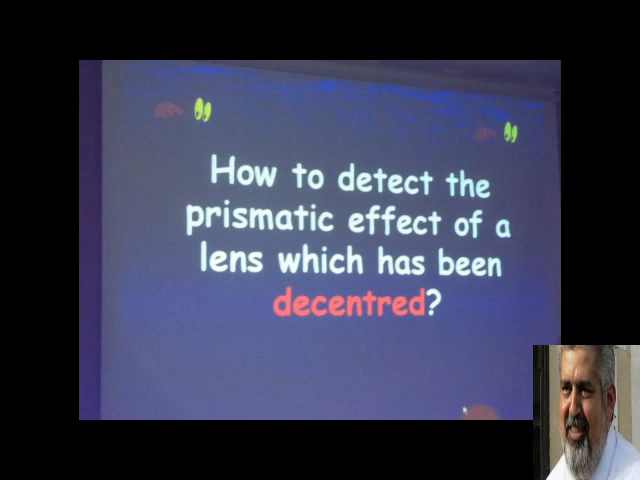 How to detect the
prismatic effect of a
lens which has been
decentred?